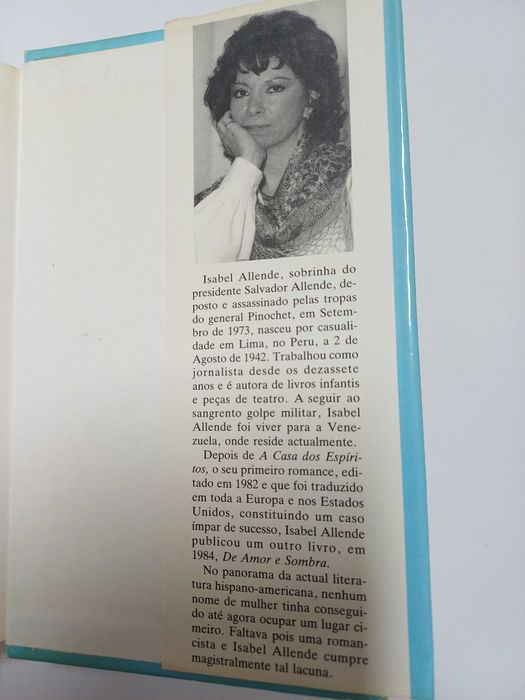 Isabel Allende, sobrinha do
presidente Salvador Allende, de-
posto e assassinado pelas tropas
do general Pinochet, em Setem-
bro de 1973, nasceu por casuali-
dade em Lima, no Peru, a 2 de
Agosto de 1942. Trabalhou como
jornalista desde os dezassete
anos e é autora de livros infantis
e peças de teatro. A seguir ao
sangrento golpe militar, Isabel
Allende foi viver para a Vene-
zuela, onde reside actualmente.
Depois de A Casa dos Espíri-
tos, o seu primeiro romance, edi-
tado em 1982 e que foi traduzido
em toda a Europa e nos Estados
Unidos, constituindo um caso
ímpar de sucesso, Isabel Allende
publicou um outro livro, em
1984, De Amor e Sombra.
No panorama da actual litera-
tura hispano-americana, nenhum
nome de mulher tinha consegui-
do até agora ocupar um lugar ci-
meiro. Faltava pois uma roman-
cista e Isabel Allende cumpre
magistralmente tal lacuna.